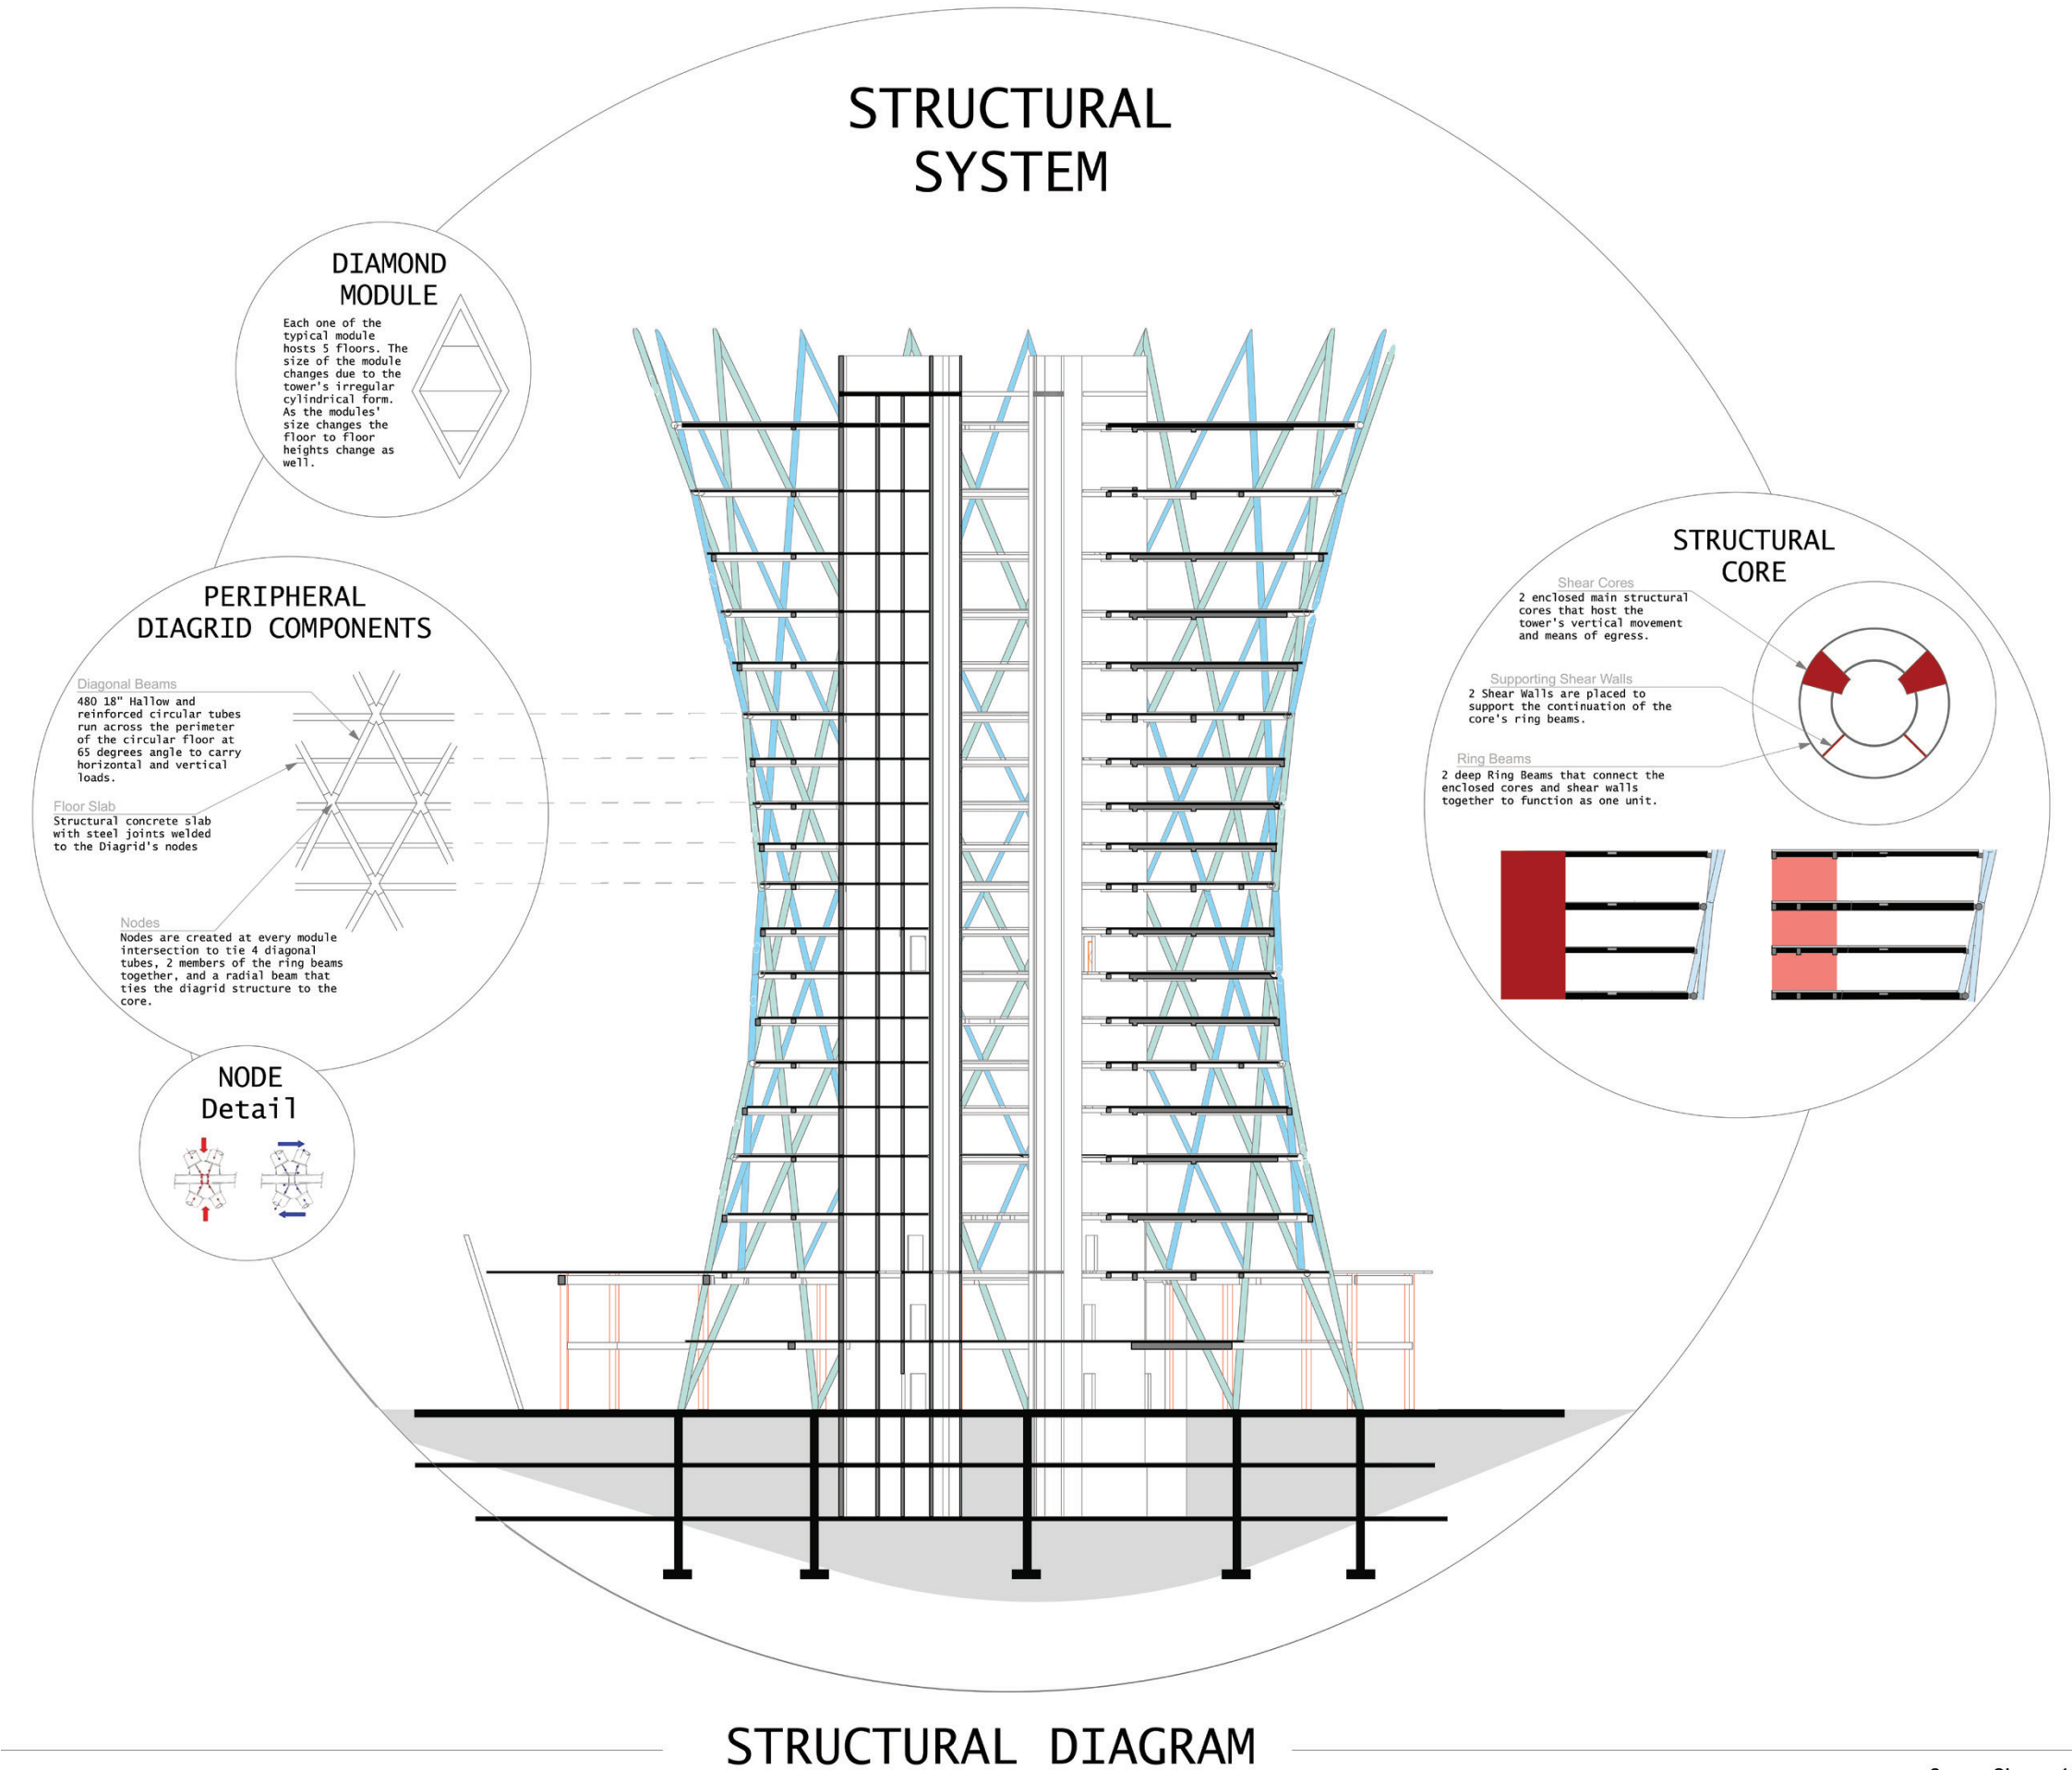 STRUCTURAL
SYSTEM
DIAMOND
MODULE
Each one of the
typical module
hosts 5 floors. The
size of the module
changes due to the
tower's irregular
cylindrical form.
As the modules'
size changes the
floor to floor
heights change as
well.
PERIPHERAL
DIAGRID COMPONENTS
Diagonal Beams
480 18" Hallow and
reinforced circular tubes
run across the perimeter
of the circular floor at
65 degrees angle to carry
horizontal and vertical
loads.
Floor Slab
Structural concrete slab
with steel joints welded
to the Diagrid's nodes
Nodes
Nodes are created at every module
intersection to tie 4 diagonal
tubes, 2 members of the ring beams
together, and a radial beam that
ties the diagrid structure to the
core.
NODE
Detail
STRUCTURAL
CORE
Shear Cores
2 enclosed main structural
cores that host the
tower's vertical movement
and means of egress.
Supporting Shear Walls
2 Shear Walls are placed to
support the continuation of the
core's ring beams.
Ring Beams
2 deep Ring Beams that connect the
enclosed cores and shear walls
together to function as one unit.
STRUCTURAL DIAGRAM